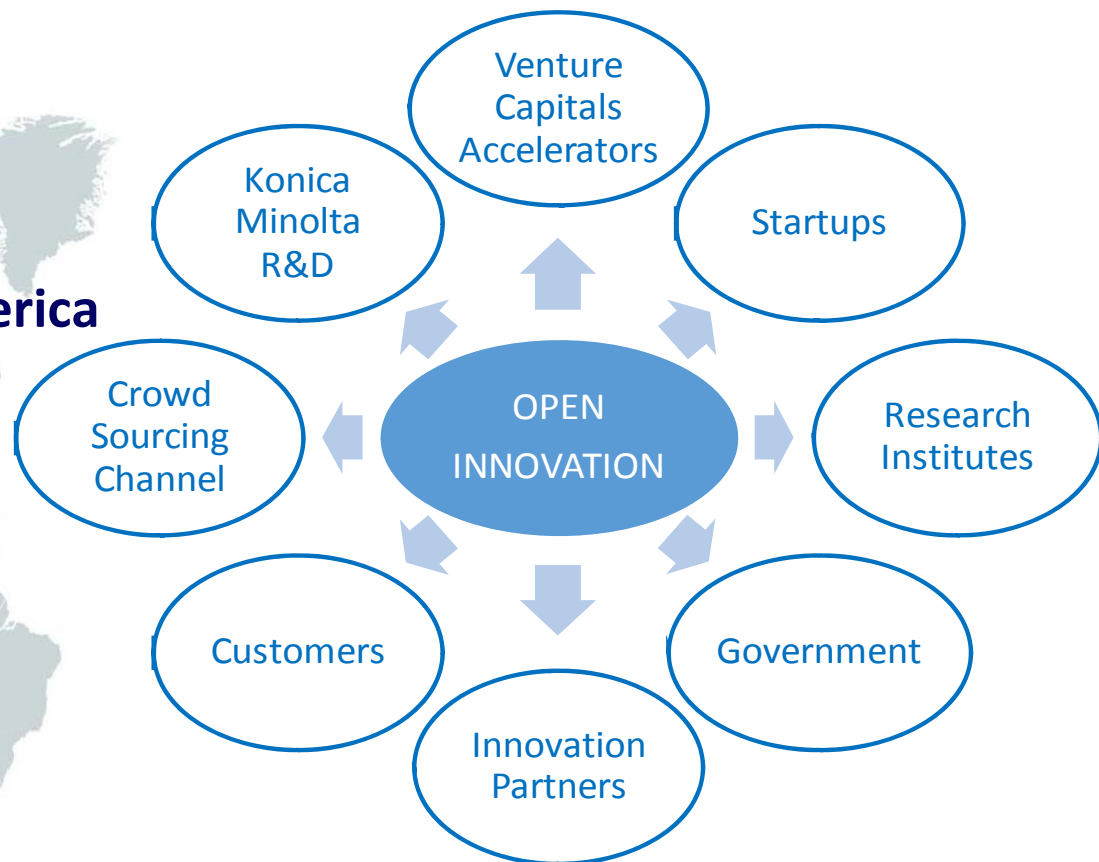 Venture
Capitals
Accelerators
Konica
Minolta
R&D
Startups
erica
Crowd
Sourcing
Channel
OPEN
INNOVATION
Research
Institutes
Customers
Government
Innovation
Partners